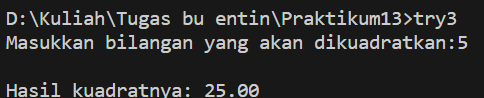 D:\Kuliah\Tugas bu entin\Praktikum13>try3
Masukkan bilangan yang akan dikuadratkan:5
Hasil kuadratnya: 25.00